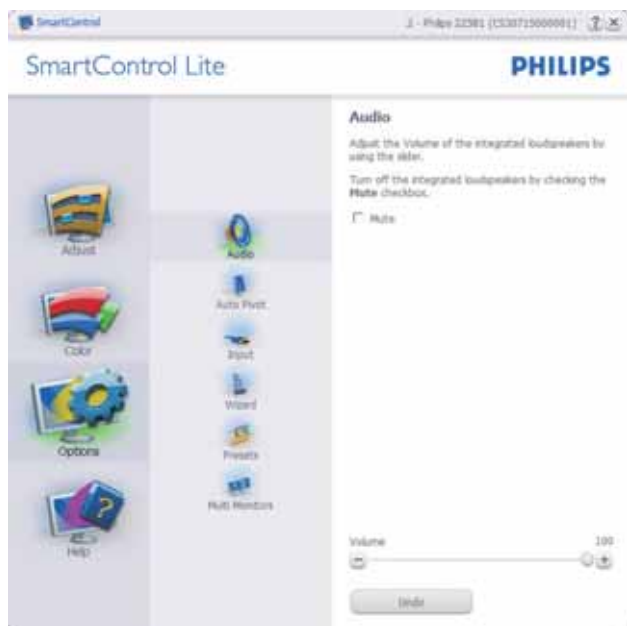 SmartControl
SmartControl Lite
PHILIPS
Adjust
Color
Options
Help
Audio
Auto Pivot
Input
Wizard
Presets
Multi Monitors
Audio
Adjust the Volume of the integrated loudspeakers by
using the slider.
Turn off the integrated loudspeakers by checking the
Mute checkbox.
Mute
Volume 100
Undo